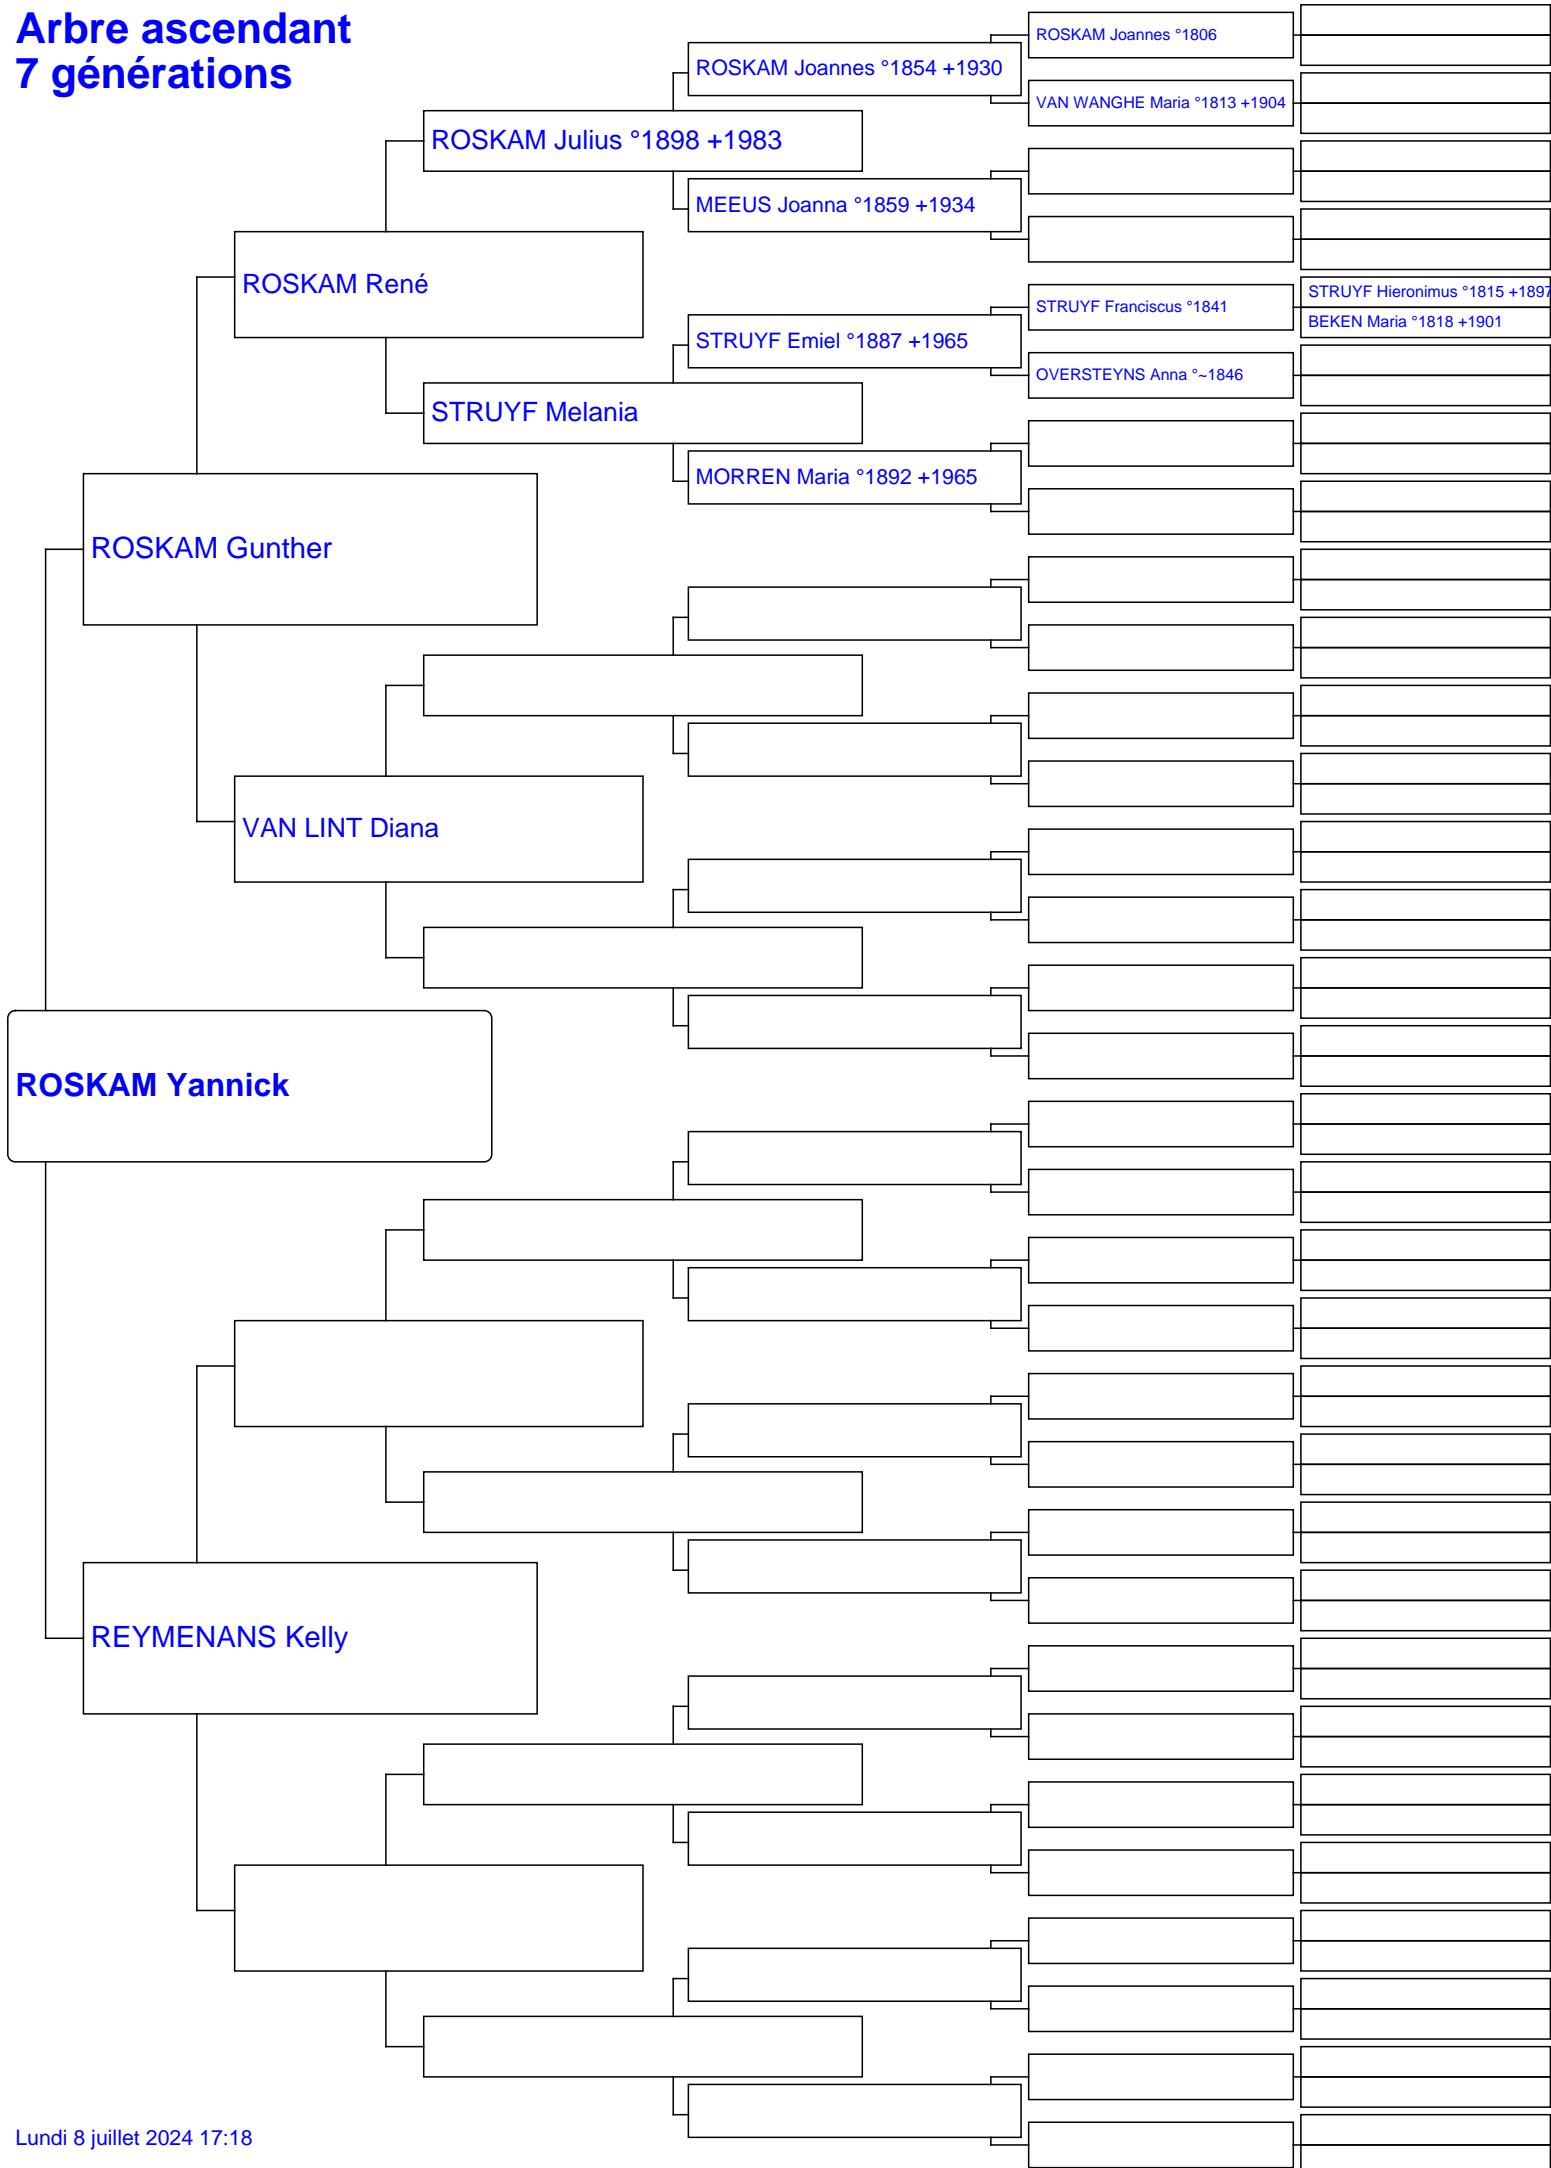 Arbre ascendant
7 générations
ROSKAM Joannes °1806
ROSKAM Joannes °1854 +1930
VAN WANGHE Maria °1813 +1904
ROSKAM Julius °1898 +1983
MEEUS Joanna °1859 +1934
ROSKAM René
STRUYF Hieronimus °1815 +1897
STRUYF Franciscus °1841
BEKEN Maria °1818 +1901
STRUYF Emiel °1887 +1965
OVERSTEYNS Anna °~1846
STRUYF Melania
MORREN Maria °1892 +1965
ROSKAM Gunther
VAN LINT Diana
ROSKAM Yannick
REYMENANS Kelly
Lundi 8 juillet 2024 17:18